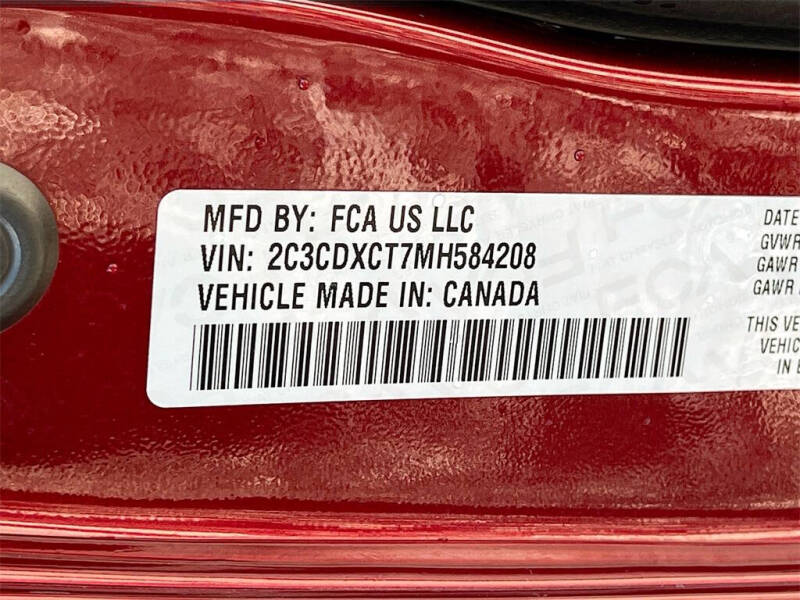 MFD BY: FCA US LLC
VIN: 2C3CDXCT7MH584208
VEHICLE MADE IN: CANADA
DATE
GVWR
GAWR
GAWR
THIS VE
VEHIC
IN